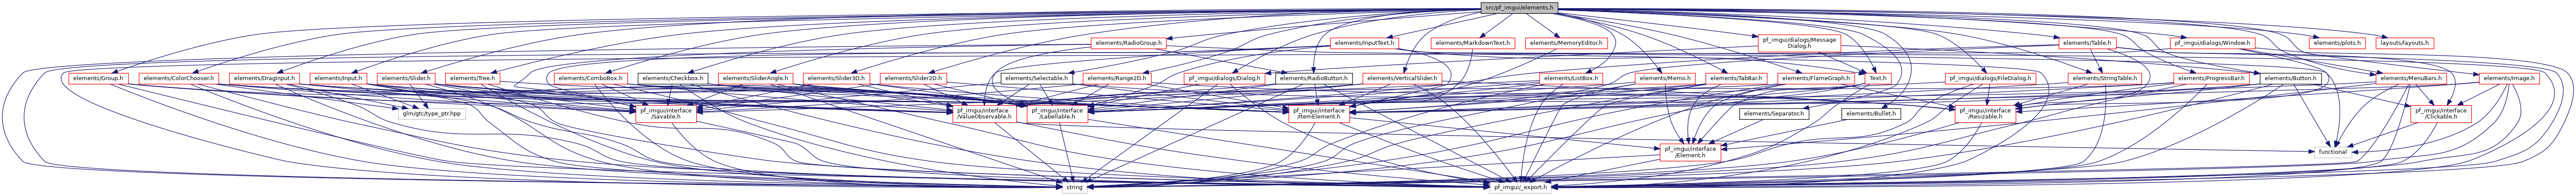 src/pf_imgui/elements.h
elements/RadioGroup.h
elements/InputText.h
elements/MarkdownText.h
elements/MemoryEditor.h
pf_imgui/dialogs/Message
Dialog.h
elements/Table.h
pf_imgui/dialogs/Window.h
elements/plots.h
layouts/layouts.h
elements/Group.h
elements/ColorChooser.h
elements/DragInput.h
elements/Input.h
elements/Slider.h
elements/Tree.h
elements/ComboBox.h
elements/Checkbox.h
elements/SliderAngle.h
elements/Slider3D.h
elements/Slider2D.h
elements/Selectable.h
elements/Range2D.h
pf_imgui/dialogs/Dialog.h
elements/RadioButton.h
elements/VerticalSlider.h
elements/ListBox.h
elements/Memo.h
elements/TabBar.h
elements/FlameGraph.h
Text.h
pf_imgui/dialogs/FileDialog.h
elements/StringTable.h
elements/ProgressBar.h
elements/Button.h
elements/MenuBars.h
elements/Image.h
glm/gtc/type_ptr.hpp
pf_imgui/interface
/Savable.h
pf_imgui/interface
/ValueObservable.h
pf_imgui/interface
/Labellable.h
pf_imgui/interface
/ItemElement.h
elements/Separator.h
elements/Bullet.h
pf_imgui/interface
/Resizable.h
pf_imgui/interface
/Clickable.h
pf_imgui/interface
/Element.h
functional
string
pf_imgui/_export.h